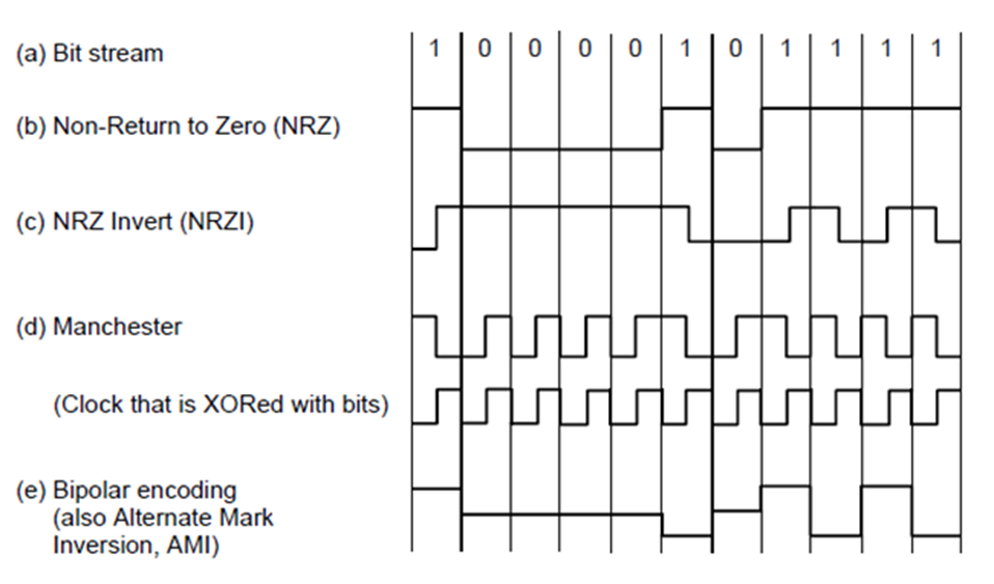 (a) Bit stream 1 0 0 0 0 1 0 1 1 1 1
(b) Non-Return to Zero (NRZ)
(c) NRZ Invert (NRZI)
(d) Manchester
(Clock that is XORed with bits)
(e) Bipolar encoding
(also Alternate Mark
Inversion, AMI)